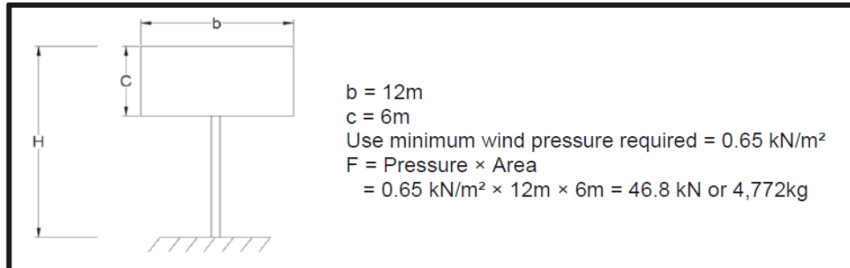 b
C
H
b = 12m
c = 6m
Use minimum wind pressure required = 0.65 kN/m²
F = Pressure × Area
= 0.65 kN/m² × 12m × 6m = 46.8 kN or 4,772kg